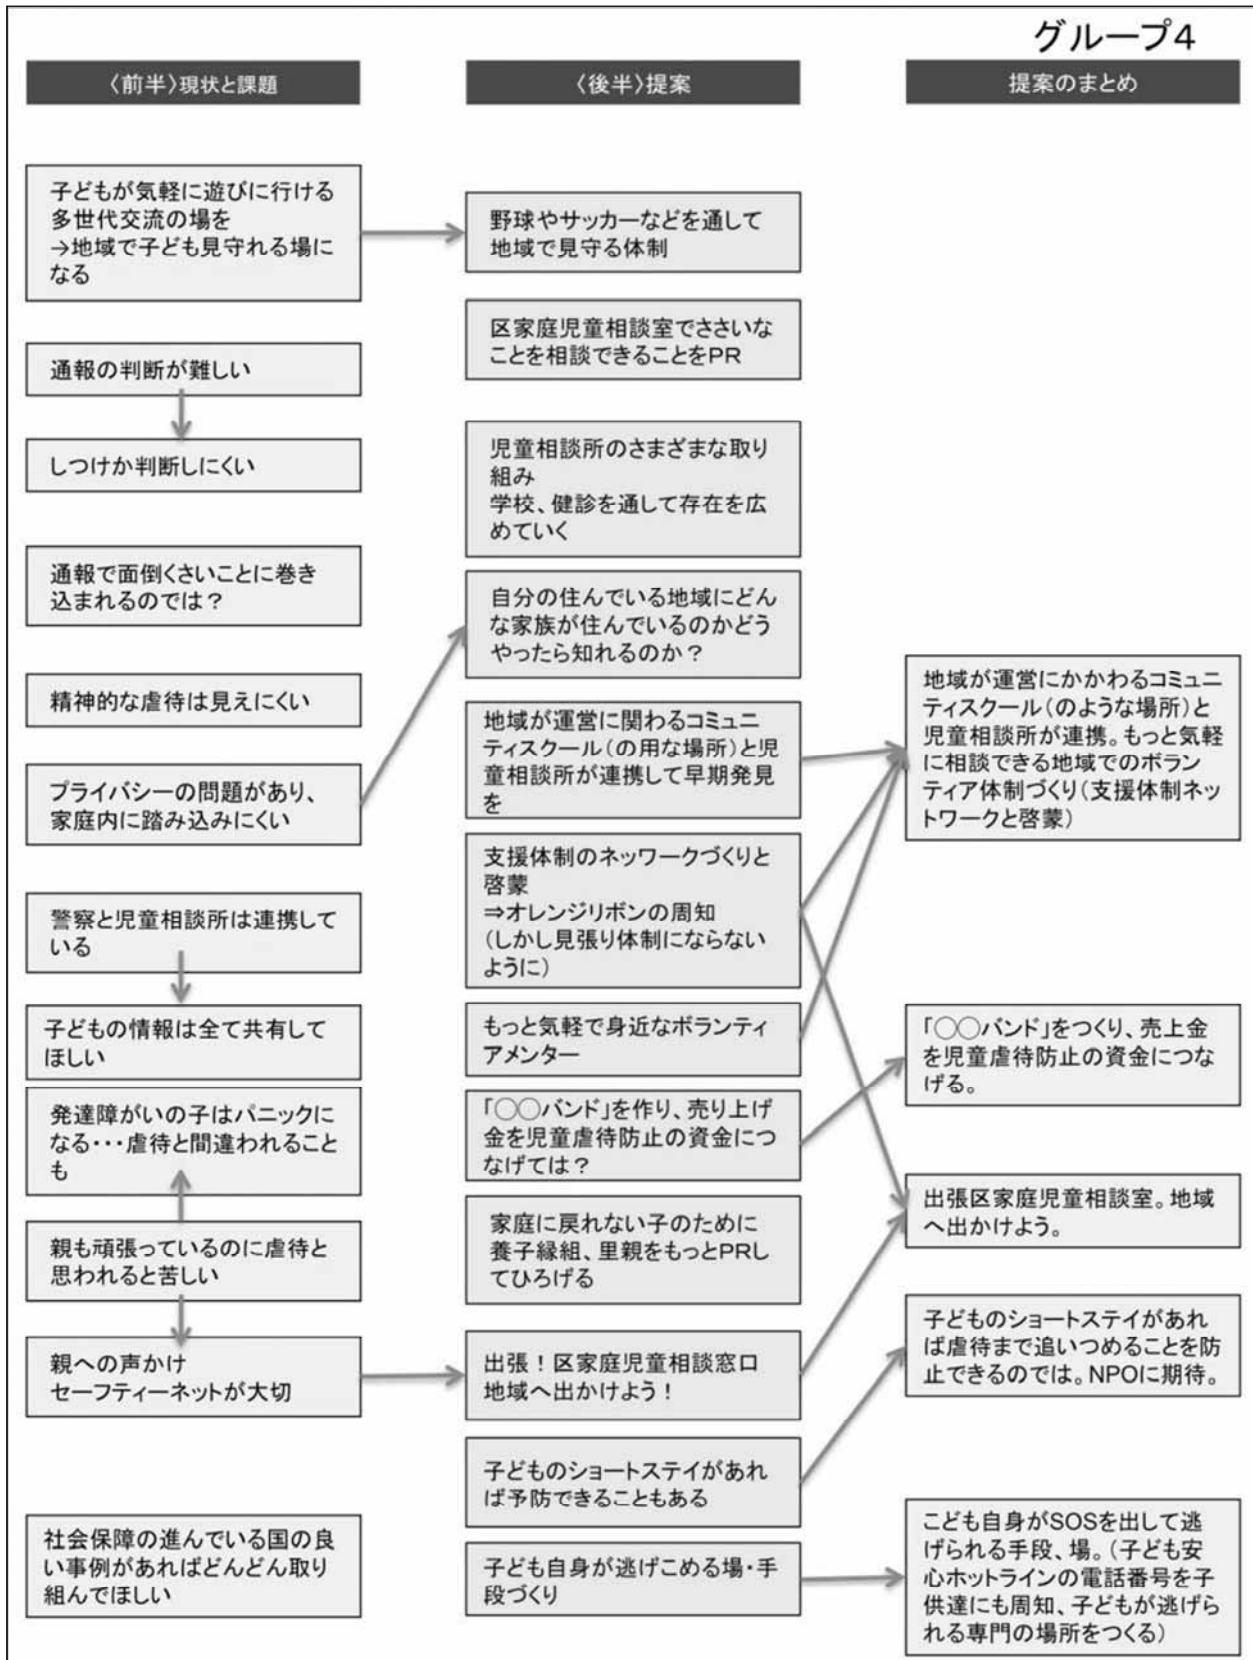 グループ4
〈前半〉現状と課題
子どもが気軽に遊びに行ける
多世代交流の場を
→地域で子ども見守れる場に
なる
通報の判断が難しい
しつけか判断しにくい
通報で面倒くさいことに巻き
込まれるのでは？
精神的な虐待は見えにくい
プライバシーの問題があり、
家庭内に踏み込みにくい
警察と児童相談所は連携して
いる
子どもの情報は全て共有して
ほしい
発達障がいの子はパニックに
なる・・・虐待と間違われること
も
親も頑張っているのに虐待と
思われると苦しい
親への声かけ
セーフティーネットが大切
社会保障の進んでいる国の良
い事例があればどんどん取り
組んでほしい
〈後半〉提案
野球やサッカーなどを通して
地域で見守る体制
区家庭児童相談室でささいな
ことを相談できることをPR
児童相談所のさまざまな取り
組み
学校、健診を通して存在を広
めていく
自分の住んでいる地域にどん
な家族が住んでいるのかどう
やったら知れるのか？
地域が運営に関わるコミュニ
ティスクール（の用な場所）と児
童相談所が連携して早期発見
を
支援体制のネッワークづくりと
啓蒙
⇒オレンジリボンの周知
（しかし見張り体制にならない
ように）
もっと気軽で身近なボランティ
アメンター
「〇〇バンド」を作り、売り上げ
金を児童虐待防止の資金につ
なげては？
家庭に戻れない子のために
養子縁組、里親をもっとPRし
てひろげる
出張！区家庭児童相談窓口
地域へ出かけよう！
子どものショートステイがあれ
ば予防できることもある
子ども自身が逃げこめる場・手
段づくり
提案のまとめ
地域が運営にかかわるコミュニ
ティスクール（のような場所）と
児童相談所が連携。もっと気軽
に相談できる地域でのボラン
ティア体制づくり（支援体制ネッ
トワークと啓蒙）
「〇〇バンド」をつくり、売上金
を児童虐待防止の資金につな
げる。
出張区家庭児童相談室。地域
へ出かけよう。
子どものショートステイがあれ
ば虐待まで追いつめることを防
止できるのでは。NPOに期待。
こども自身がSOSを出して逃
げられる手段、場。（子ども安
心ホットラインの電話番号を子
供達にも周知、子どもが逃げら
れる専門の場所をつくる）